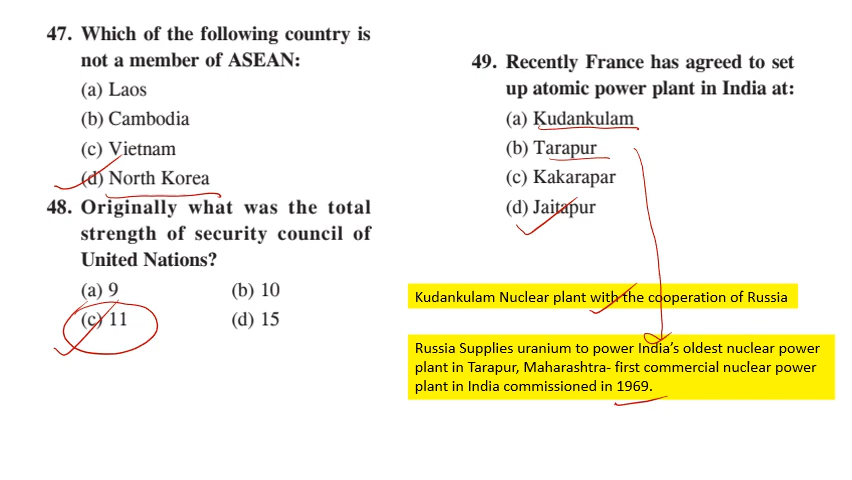 47. Which of the following country is
not a member of ASEAN:
(a) Laos
(b) Cambodia
(c) Vietnam
(d) North Korea
48. Originally what was the total
strength of security council of
United Nations?
(a) 9 (b) 10
(c) 11 (d) 15
49. Recently France has agreed to set
up atomic power plant in India at:
(a) Kudankulam
(b) Tarapur
(c) Kakarapar
(d) Jaitapur
Kudankulam Nuclear plant with the cooperation of Russia
Russia Supplies uranium to power India's oldest nuclear power
plant in Tarapur, Maharashtra- first commercial nuclear power
plant in India commissioned in 1969.